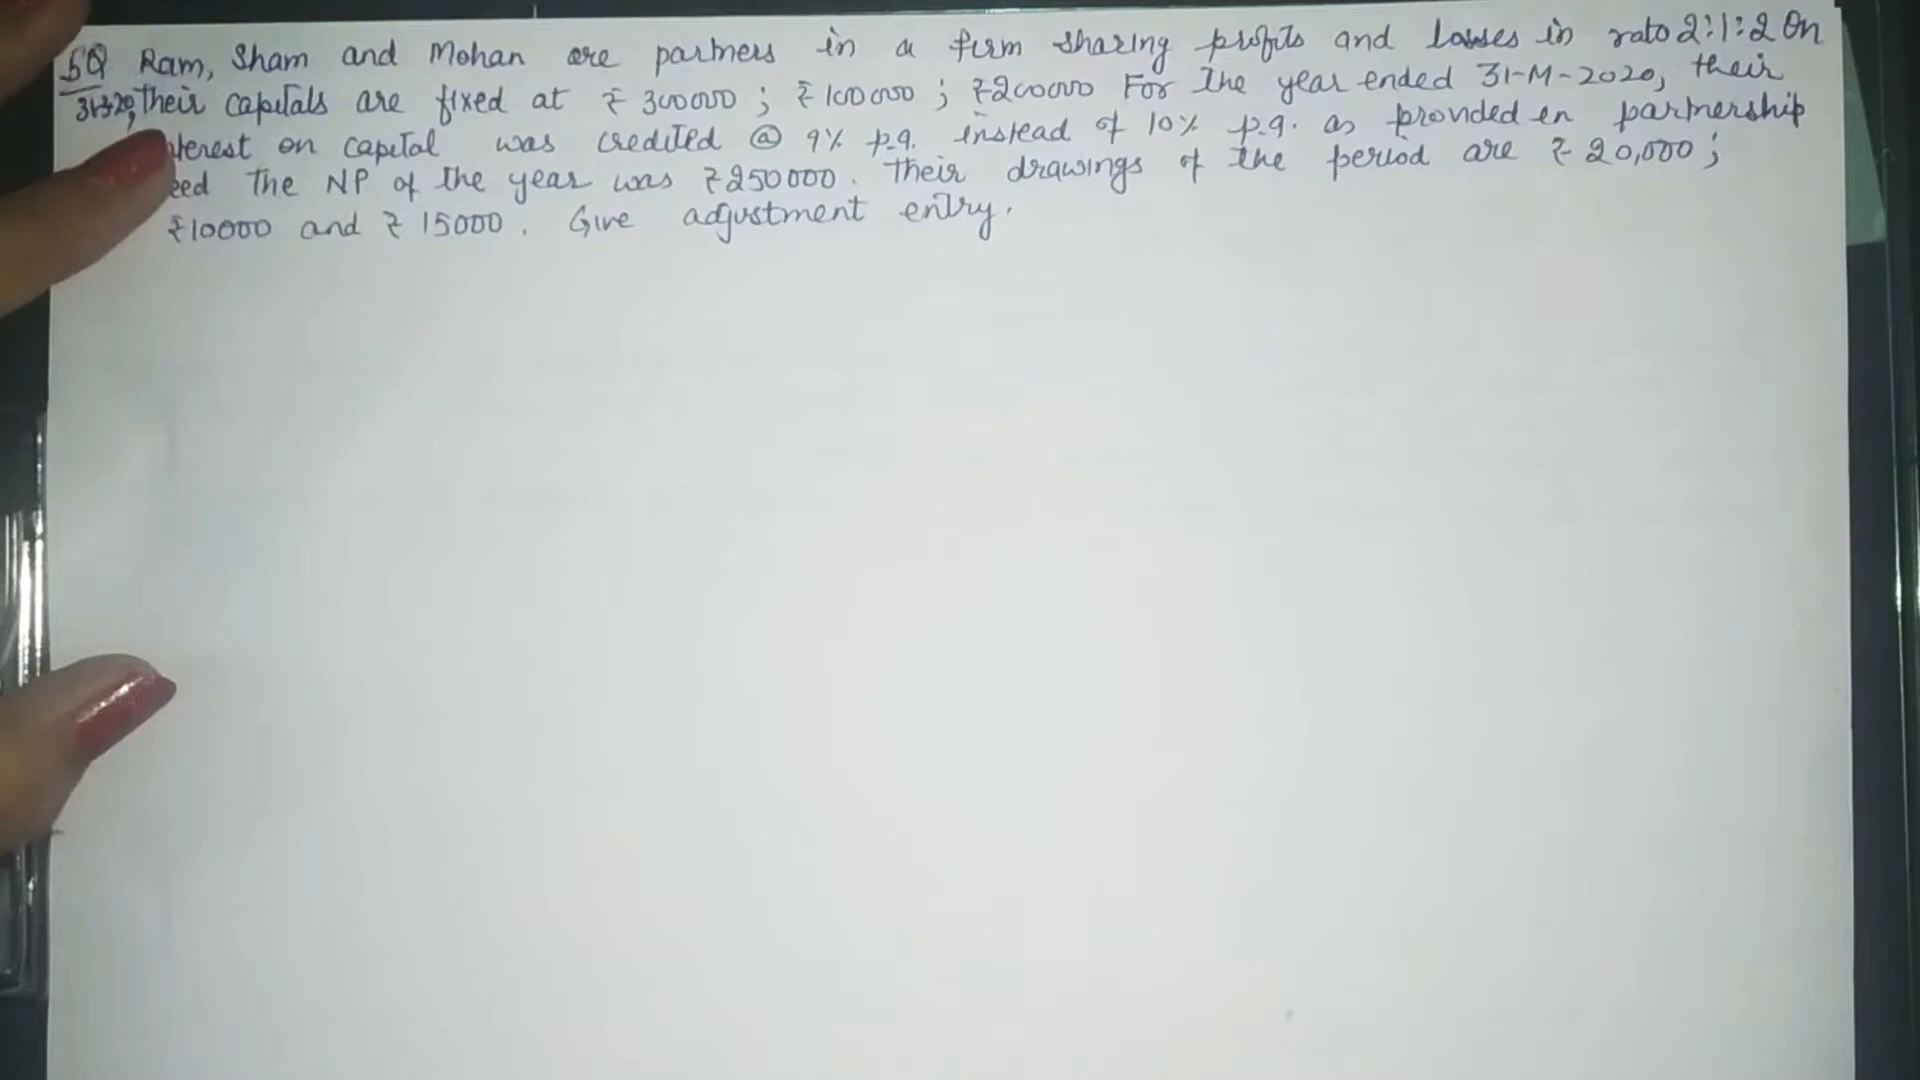 5Q Ram, Sham and Mohan are partners in a firm sharing profits and losses in rato 2:1:2 On
31-3-20, Their capitals are fixed at ₹ 300000 ; ₹ 100000 ; ₹200000 For The year ended 31-M-2020, their
terest on capital was credited @ 9% p.a. instead of 10% p.a. as provided in partnership
eed The NP of the year was ₹250000. Their drawings of the period are ₹ 20,000 ;
₹10000 and ₹ 15000. Give adjustment entry.